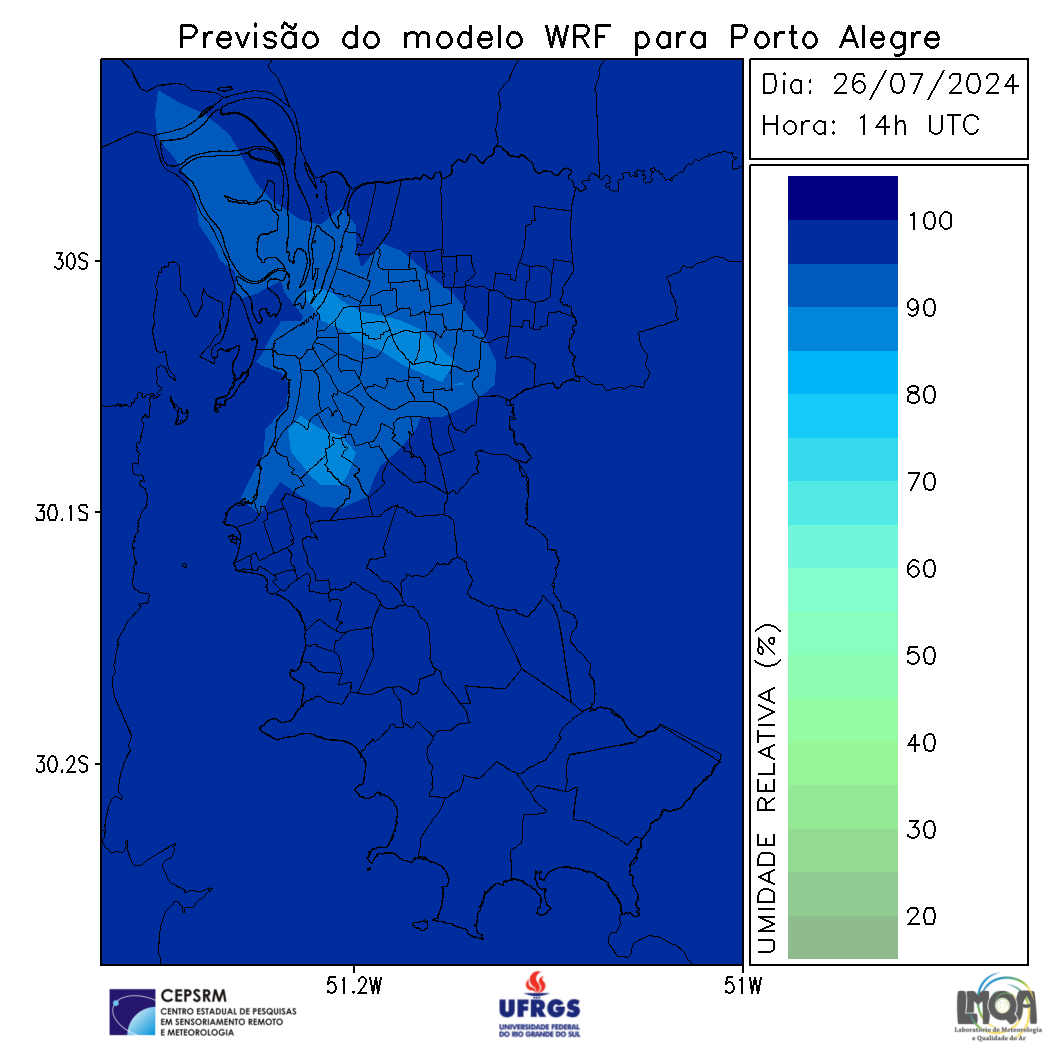 Previsão do modelo WRF para Porto Alegre
Dia: 26/07/2024
Hora: 14h UTC
30S
30.1S
30.2S
51.2W
51W
100
90
80
70
60
50
40
30
20
UMIDADE RELATIVA (%)
CEPSRM
CENTRO ESTADUAL DE PESQUISAS
EM SENSORIAMENTO REMOTO
E METEOROLOGIA
UFRGS
UNIVERSIDADE FEDERAL
DO RIO GRANDE DO SUL
LMQA
Laboratório de Meteorologia
e Qualidade do Ar